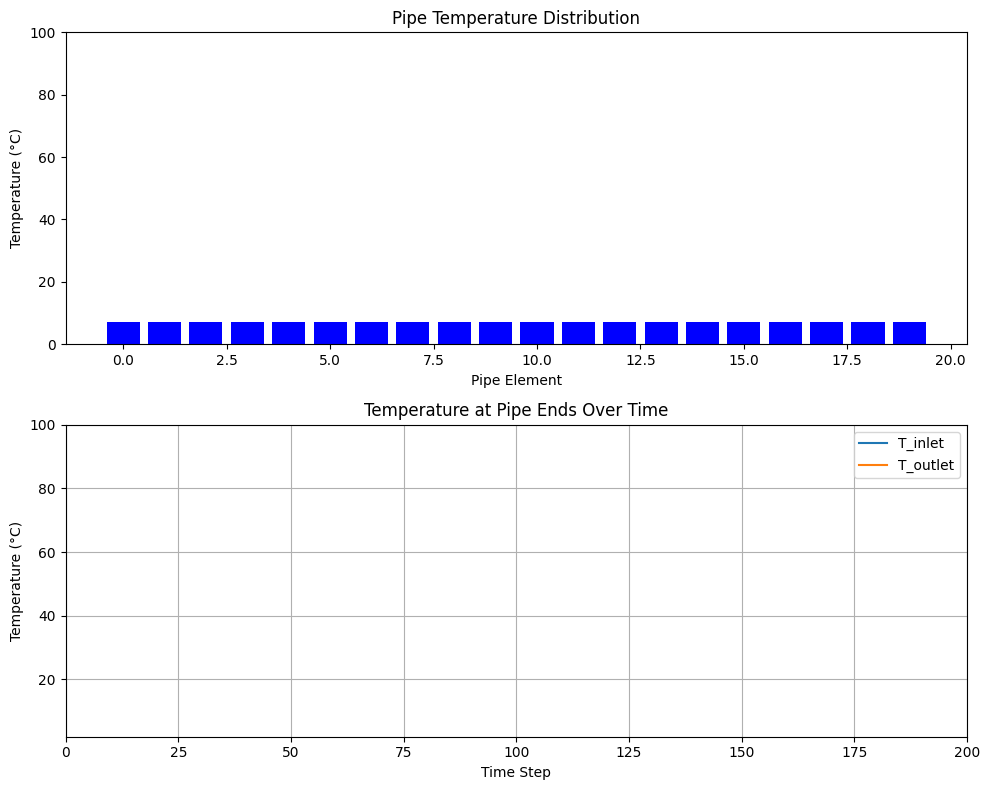 Pipe Temperature Distribution
Temperature (°C)
100
80
60
40
20
0
0.0 2.5 5.0 7.5 10.0 12.5 15.0 17.5 20.0
Pipe Element
Temperature at Pipe Ends Over Time
Temperature (°C)
100
80
60
40
20
T_inlet
T_outlet
0 25 50 75 100 125 150 175 200
Time Step